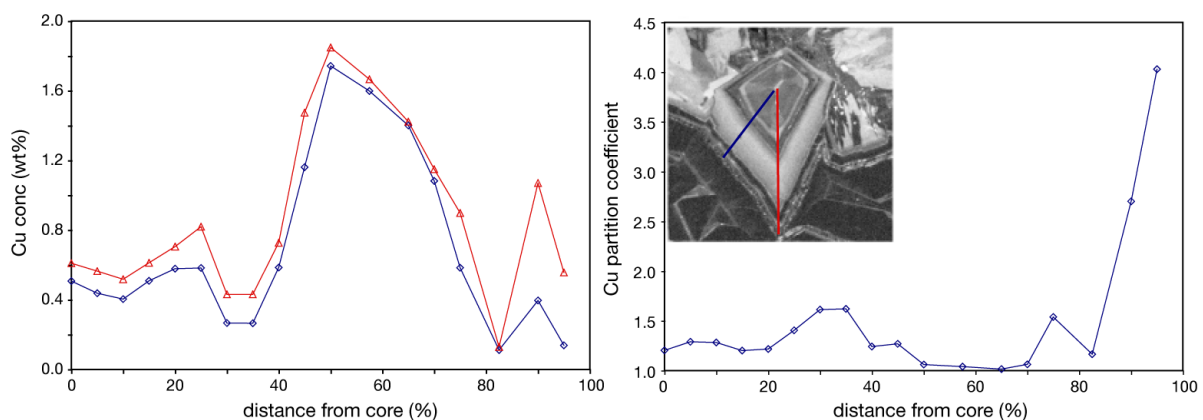 2.0
1.6
1.2
0.8
0.4
0.0
Cu conc (wt%)
0 20 40 60 80 100
distance from core (%)
4.5
4.0
3.5
3.0
2.5
2.0
1.5
1.0
Cu partition coefficient
0 20 40 60 80 100
distance from core (%)